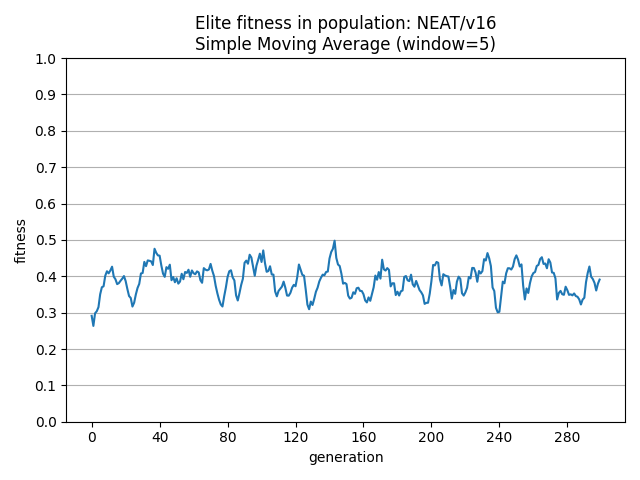 Elite fitness in population: NEAT/v16
Simple Moving Average (window=5)
1.0
0.9
0.8
0.7
0.6
0.5
0.4
0.3
0.2
0.1
0.0
fitness
0 40 80 120 160 200 240 280
generation